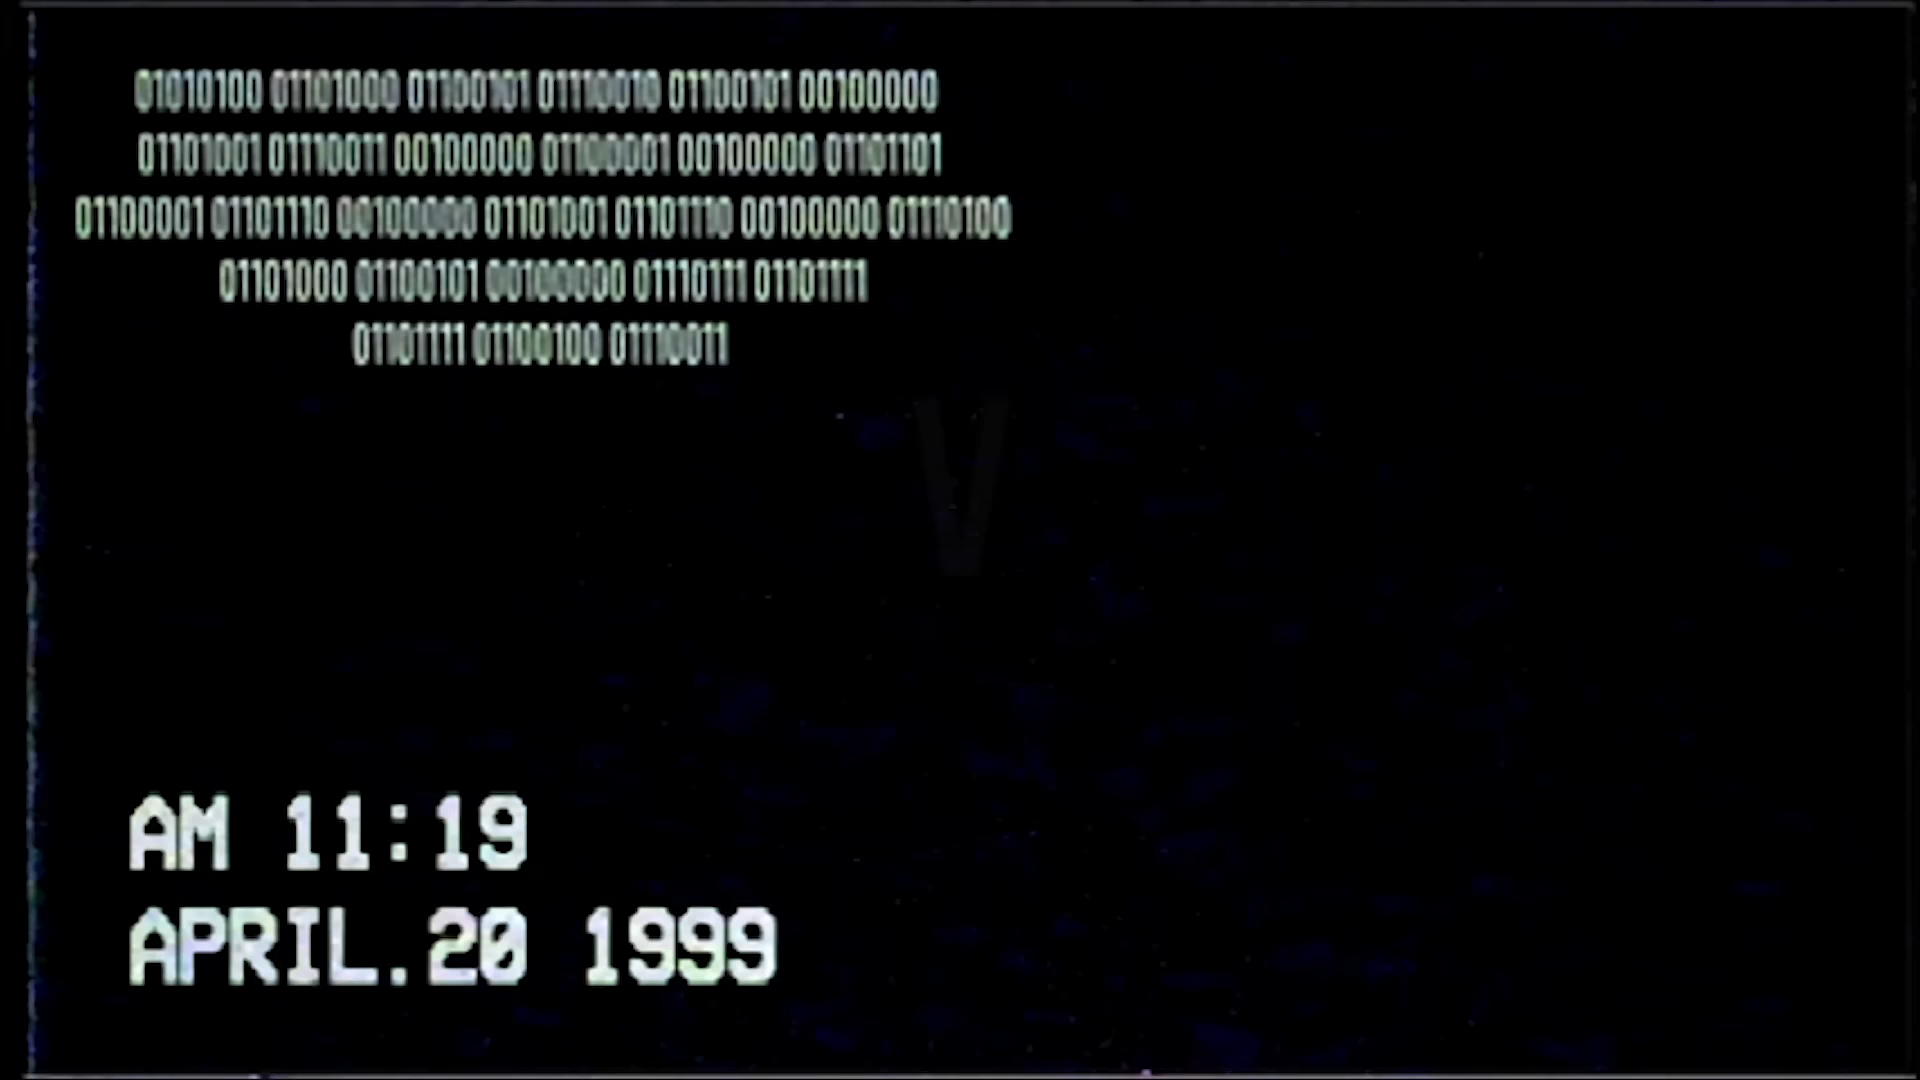 01010100 01101000 01100101 01110010 01100101 00100000
01101001 01110011 00100000 01100001 00100000 01101101
01100001 01101110 00100000 01101001 01101110 00100000 01110100
01101000 01100101 00100000 01110111 01101111
01101111 01100100 01110011
V
AM 11:19
APRIL.20 1999